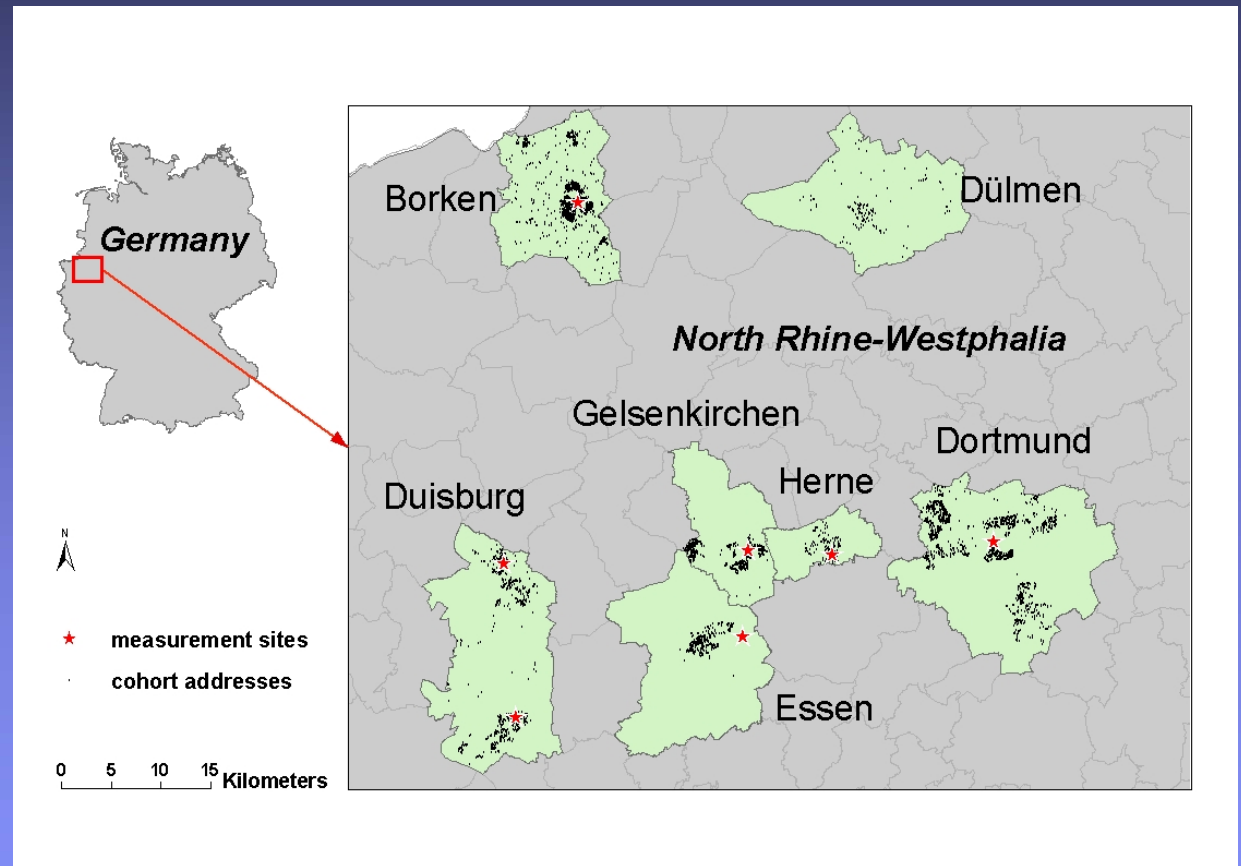 Borken
Dülmen
Germany
North Rhine-Westphalia
Gelsenkirchen
Dortmund
Herne
Duisburg
N
measurement sites
cohort addresses
Essen
0 5 10 15 Kilometers